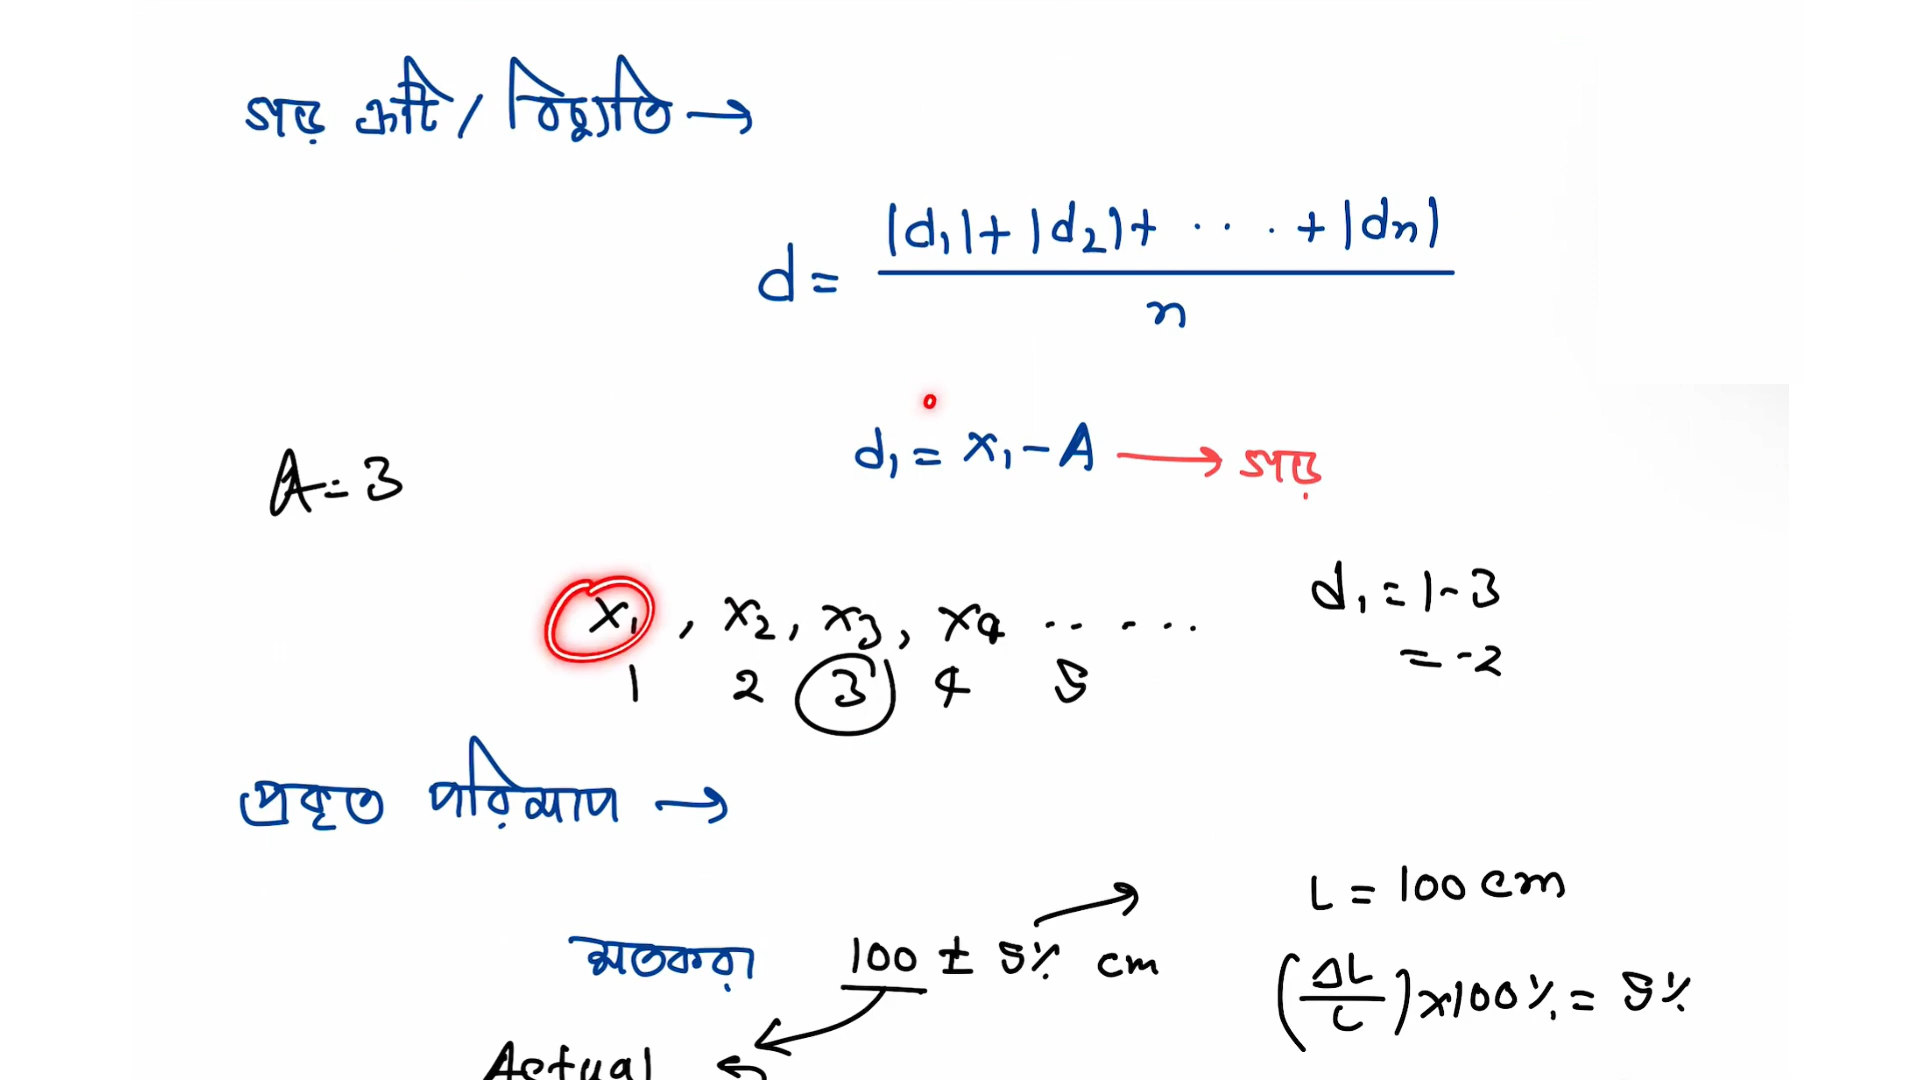 গড় ত্রুটি / বিচ্যুতি →
d = (|d₁| + |d₂| + ···· + |dn|) / n
d₁ = x₁ - A → গড়
A = 3
x₁ , x₂ , x₃ , x₄ ·· ·· ··
1 2 3 4 5
d₁ = 1 - 3
= -2
প্রকৃত পরিমাপ →
শতকরা 100 ± 5% cm
L = 100 cm
(ΔL/L) × 100% = 5%
Actual